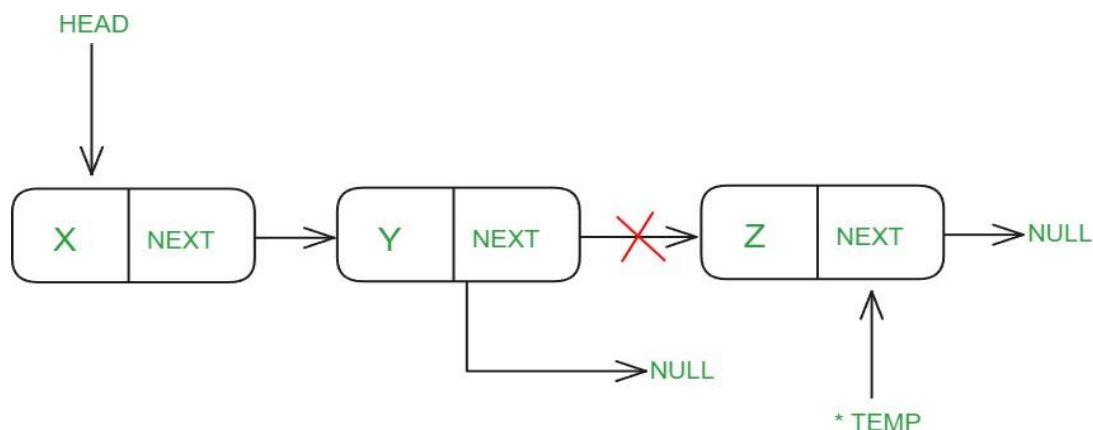 HEAD
X NEXT
Y NEXT
Z NEXT
NULL
NULL
* TEMP